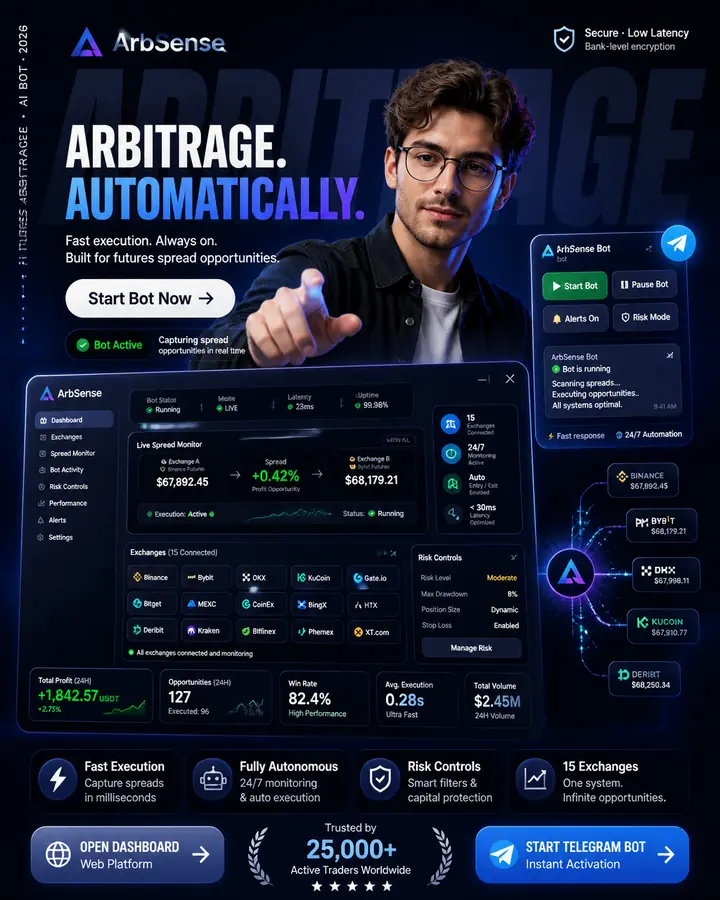 ArbSense
Secure · Low Latency
Bank-level encryption
AI BOT • 2026
ARBITRAGE
ARBITRAGE.
AUTOMATICALLY.
Fast execution. Always on.
Built for futures spread opportunities.
Start Bot Now →
Bot Active
Capturing spread
opportunities in real time
ArbSense Bot
bot
Start Bot
Pause Bot
Alerts On
Risk Mode
ArbSense Bot
Bot is running
Scanning spreads...
Executing opportunities..
All systems optimal.
9:41 AM
Fast response
24/7 Automation
ArbSense
Dashboard
Exchanges
Spread Monitor
Bot Activity
Risk Controls
Performance
Alerts
Settings
Bot Status
Running
Mode
LIVE
Latency
23ms
Uptime
99.98%
Live Spread Monitor
Exchange A
Binance Futures
$67,892.45
Spread
+0.42%
Profit Opportunity
Exchange B
Bybit Futures
$68,179.21
Execution: Active
Status: Running
15
Exchanges
Connected
24/7
Monitoring
Active
Auto
Entry / Exit
Enabled
< 30ms
Latency
Optimized
Exchanges (15 Connected)
Binance
Bybit
OKX
KuCoin
Gate.io
Bitget
MEXC
CoinEx
BingX
HTX
Deribit
Kraken
Bitfinex
Phemex
XT.com
All exchanges connected and monitoring
Risk Controls
Risk Level Moderate
Max Drawdown 8%
Position Size Dynamic
Stop Loss Enabled
Manage Risk
BINANCE
$67,892.45
BYBIT
$68,179.21
$67,998.11
KUCOIN
$67,910.77
$68,250.34
Total Profit (24H)
+1,842.57 USDT
+2.73%
Opportunities (24H)
127
Executed: 96
Win Rate
82.4%
High Performance
Avg. Execution
0.28s
Ultra Fast
Total Volume
$2.45M
24H Volume
Fast Execution
Capture spreads
in milliseconds
Fully Autonomous
24/7 monitoring
& auto execution
Risk Controls
Smart filters &
capital protection
15 Exchanges
One system.
Infinite opportunities.
OPEN DASHBOARD
Web Platform
Trusted by
25,000+
Active Traders Worldwide
START TELEGRAM BOT
Instant Activation